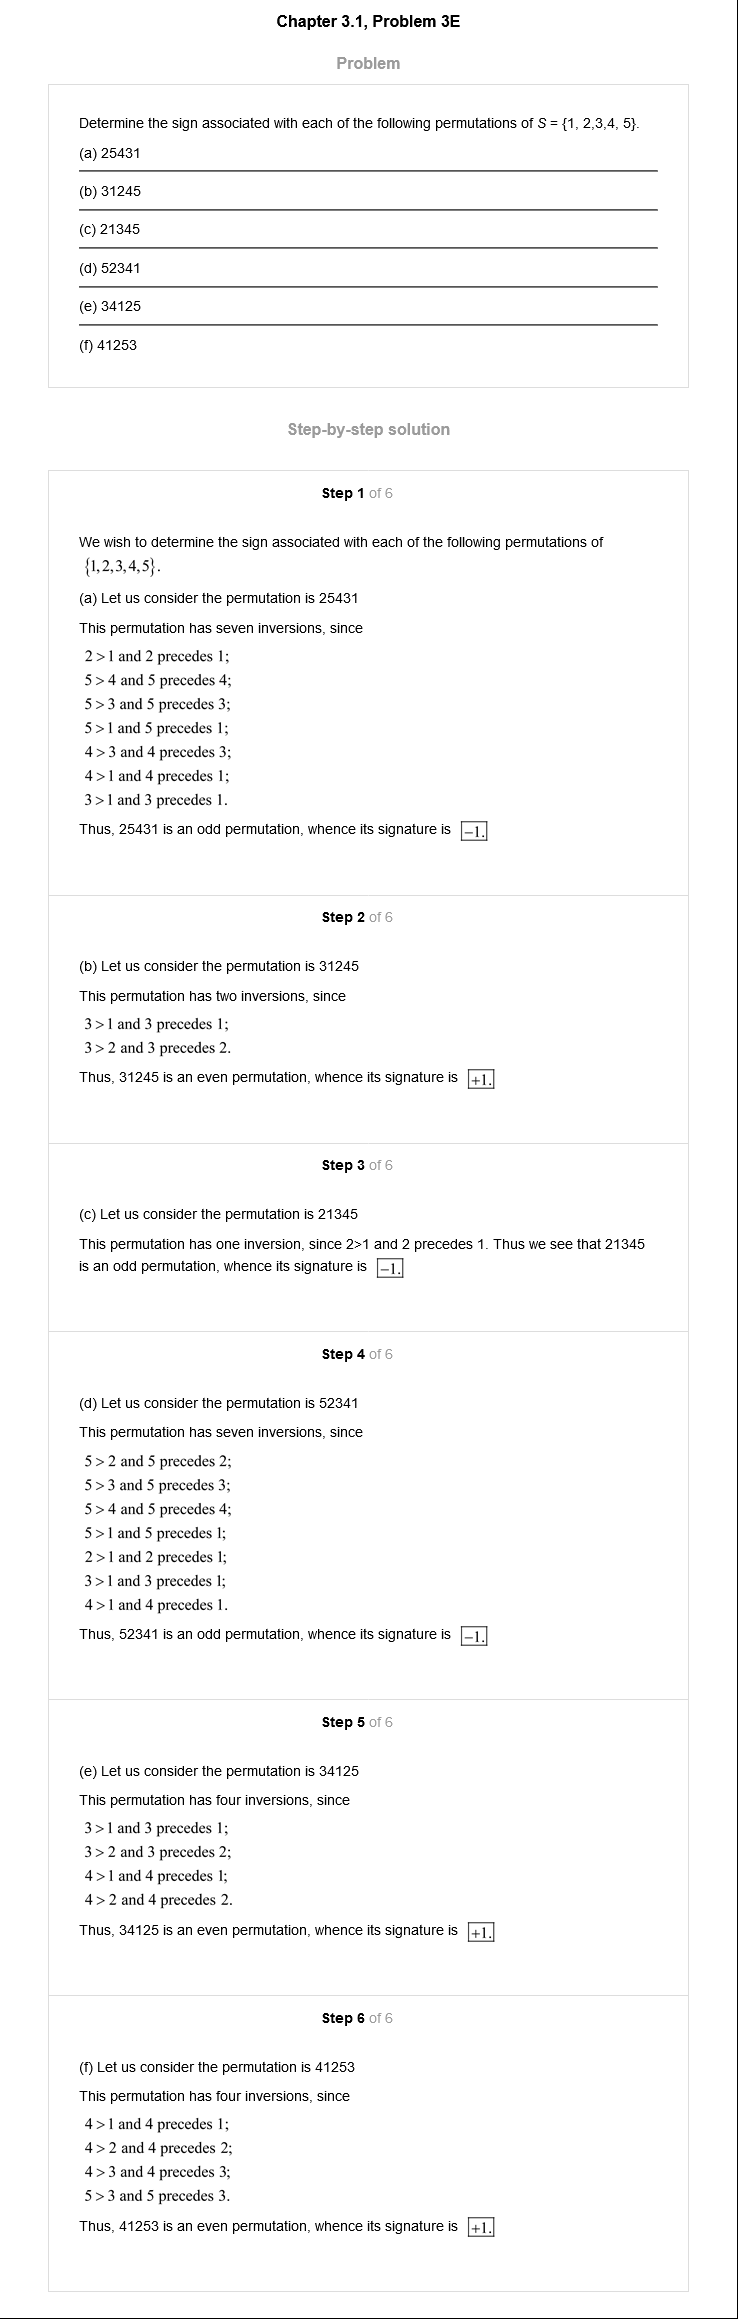 Chapter 3.1, Problem 3E
Problem
Determine the sign associated with each of the following permutations of S = {1, 2,3,4, 5}.
(a) 25431
(b) 31245
(c) 21345
(d) 52341
(e) 34125
(f) 41253
Step-by-step solution
Step 1 of 6
We wish to determine the sign associated with each of the following permutations of
{1,2,3,4,5}.
(a) Let us consider the permutation is 25431
This permutation has seven inversions, since
2 > 1 and 2 precedes 1;
5 > 4 and 5 precedes 4;
5 > 3 and 5 precedes 3;
5 > 1 and 5 precedes 1;
4 > 3 and 4 precedes 3;
4 > 1 and 4 precedes 1;
3 > 1 and 3 precedes 1.
Thus, 25431 is an odd permutation, whence its signature is −1.
Step 2 of 6
(b) Let us consider the permutation is 31245
This permutation has two inversions, since
3 > 1 and 3 precedes 1;
3 > 2 and 3 precedes 2.
Thus, 31245 is an even permutation, whence its signature is +1.
Step 3 of 6
(c) Let us consider the permutation is 21345
This permutation has one inversion, since 2>1 and 2 precedes 1. Thus we see that 21345
is an odd permutation, whence its signature is −1.
Step 4 of 6
(d) Let us consider the permutation is 52341
This permutation has seven inversions, since
5 > 2 and 5 precedes 2;
5 > 3 and 5 precedes 3;
5 > 4 and 5 precedes 4;
5 > 1 and 5 precedes 1;
2 > 1 and 2 precedes 1;
3 > 1 and 3 precedes 1;
4 > 1 and 4 precedes 1.
Thus, 52341 is an odd permutation, whence its signature is −1.
Step 5 of 6
(e) Let us consider the permutation is 34125
This permutation has four inversions, since
3 > 1 and 3 precedes 1;
3 > 2 and 3 precedes 2;
4 > 1 and 4 precedes 1;
4 > 2 and 4 precedes 2.
Thus, 34125 is an even permutation, whence its signature is +1.
Step 6 of 6
(f) Let us consider the permutation is 41253
This permutation has four inversions, since
4 > 1 and 4 precedes 1;
4 > 2 and 4 precedes 2;
4 > 3 and 4 precedes 3;
5 > 3 and 5 precedes 3.
Thus, 41253 is an even permutation, whence its signature is +1.